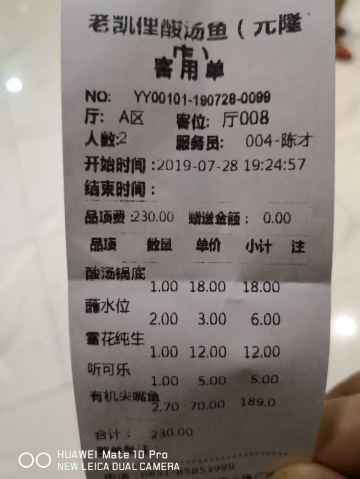 老凯俚酸汤鱼（元隆
店）
客用单
NO: YY00101-190728-0099
厅: A区 客位: 厅008
人数:2 服务员: 004-陈才
开始时间:2019-07-28 19:24:57
结束时间:
品项费:230.00 赠送金额: 0.00
品项 数量 单价 小计 注
酸汤锅底
1.00 18.00 18.00
蘸水位
2.00 3.00 6.00
雪花纯生
1.00 12.00 12.00
听可乐
1.00 5.00 5.00
有机尖嘴鱼
2.70 70.00 189.0
合计: 230.00
0851-85853999
HUAWEI Mate 10 Pro
NEW LEICA DUAL CAMERA